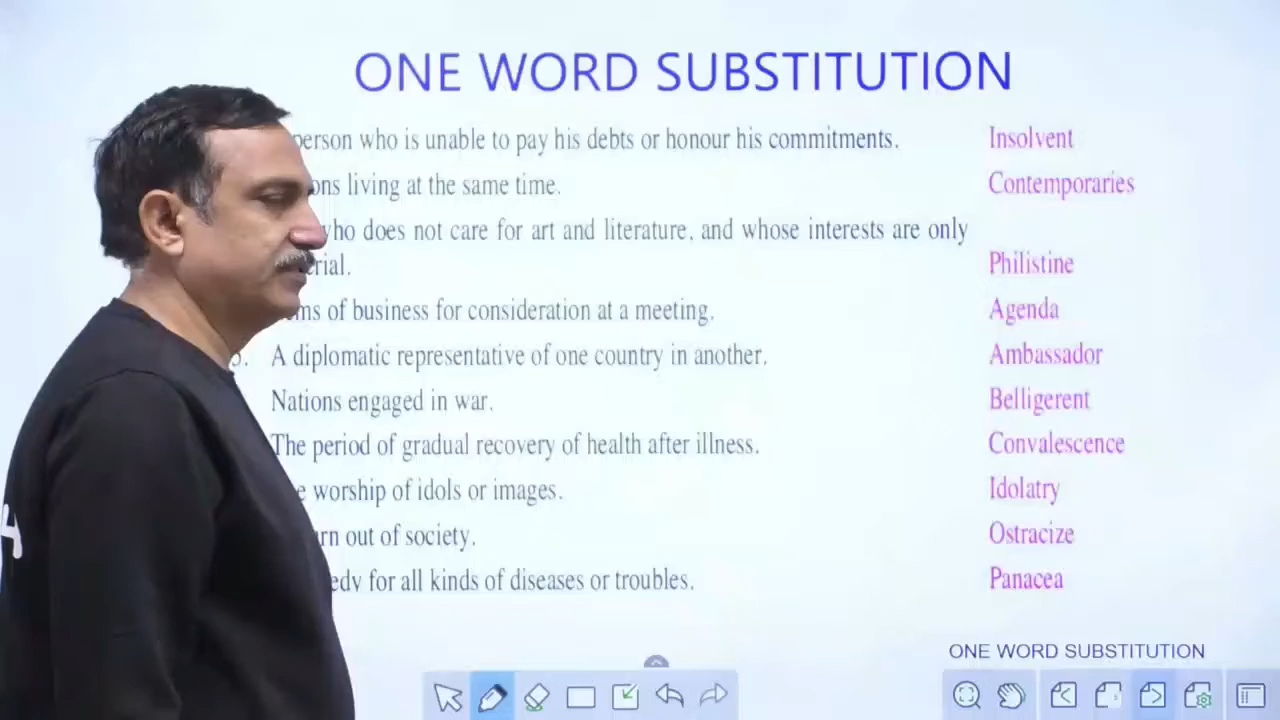 ONE WORD SUBSTITUTION
person who is unable to pay his debts or honour his commitments. Insolvent
ons living at the same time. Contemporaries
who does not care for art and literature, and whose interests are only
rial. Philistine
ms of business for consideration at a meeting. Agenda
5. A diplomatic representative of one country in another. Ambassador
Nations engaged in war. Belligerent
The period of gradual recovery of health after illness. Convalescence
e worship of idols or images. Idolatry
rn out of society. Ostracize
edy for all kinds of diseases or troubles. Panacea
ONE WORD SUBSTITUTION